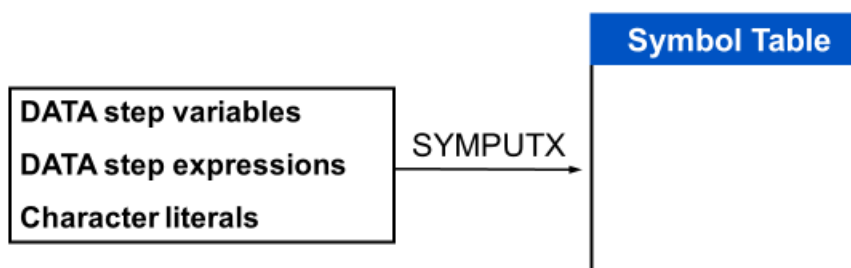 Symbol Table
DATA step variables
DATA step expressions
Character literals
SYMPUTX